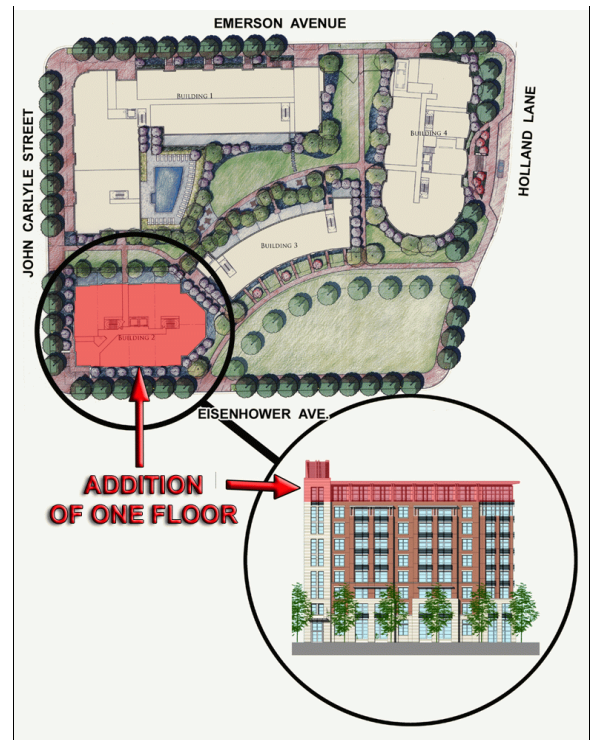 EMERSON AVENUE
JOHN CARLYLE STREET
HOLLAND LANE
BUILDING 1
BUILDING 4
BUILDING 3
BUILDING 2
EISENHOWER AVE.
ADDITION
OF ONE FLOOR